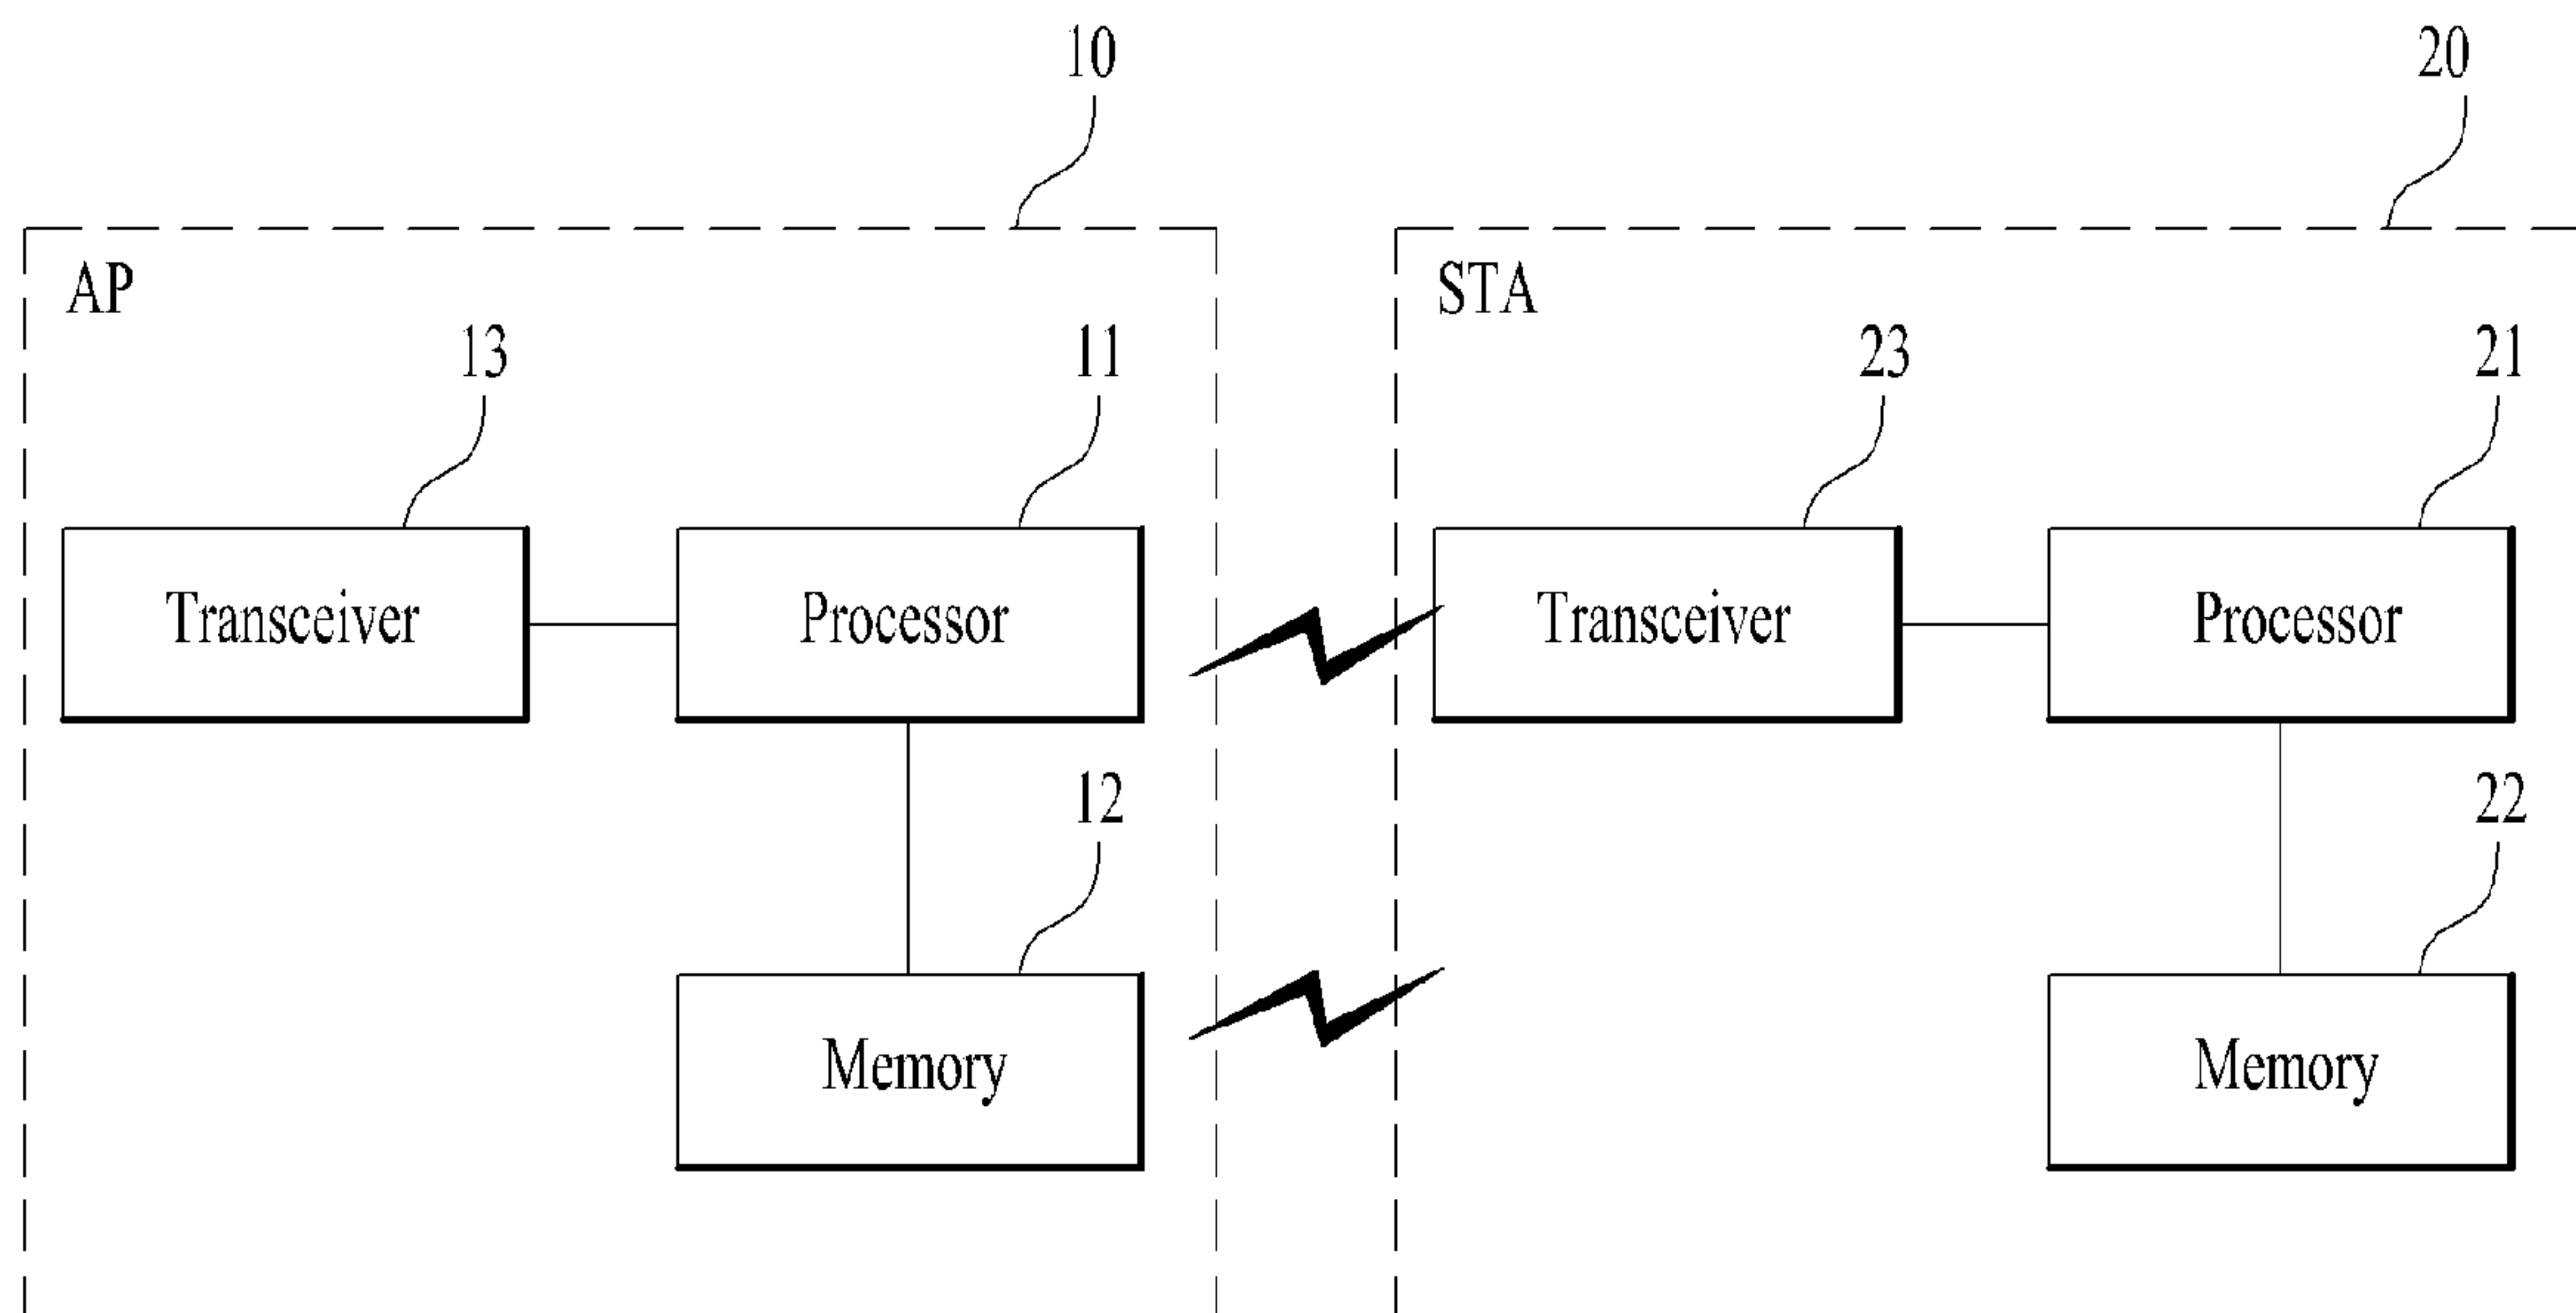 10 20
AP STA
13 11 23 21
Transceiver Processor Transceiver Processor
12 22
Memory Memory